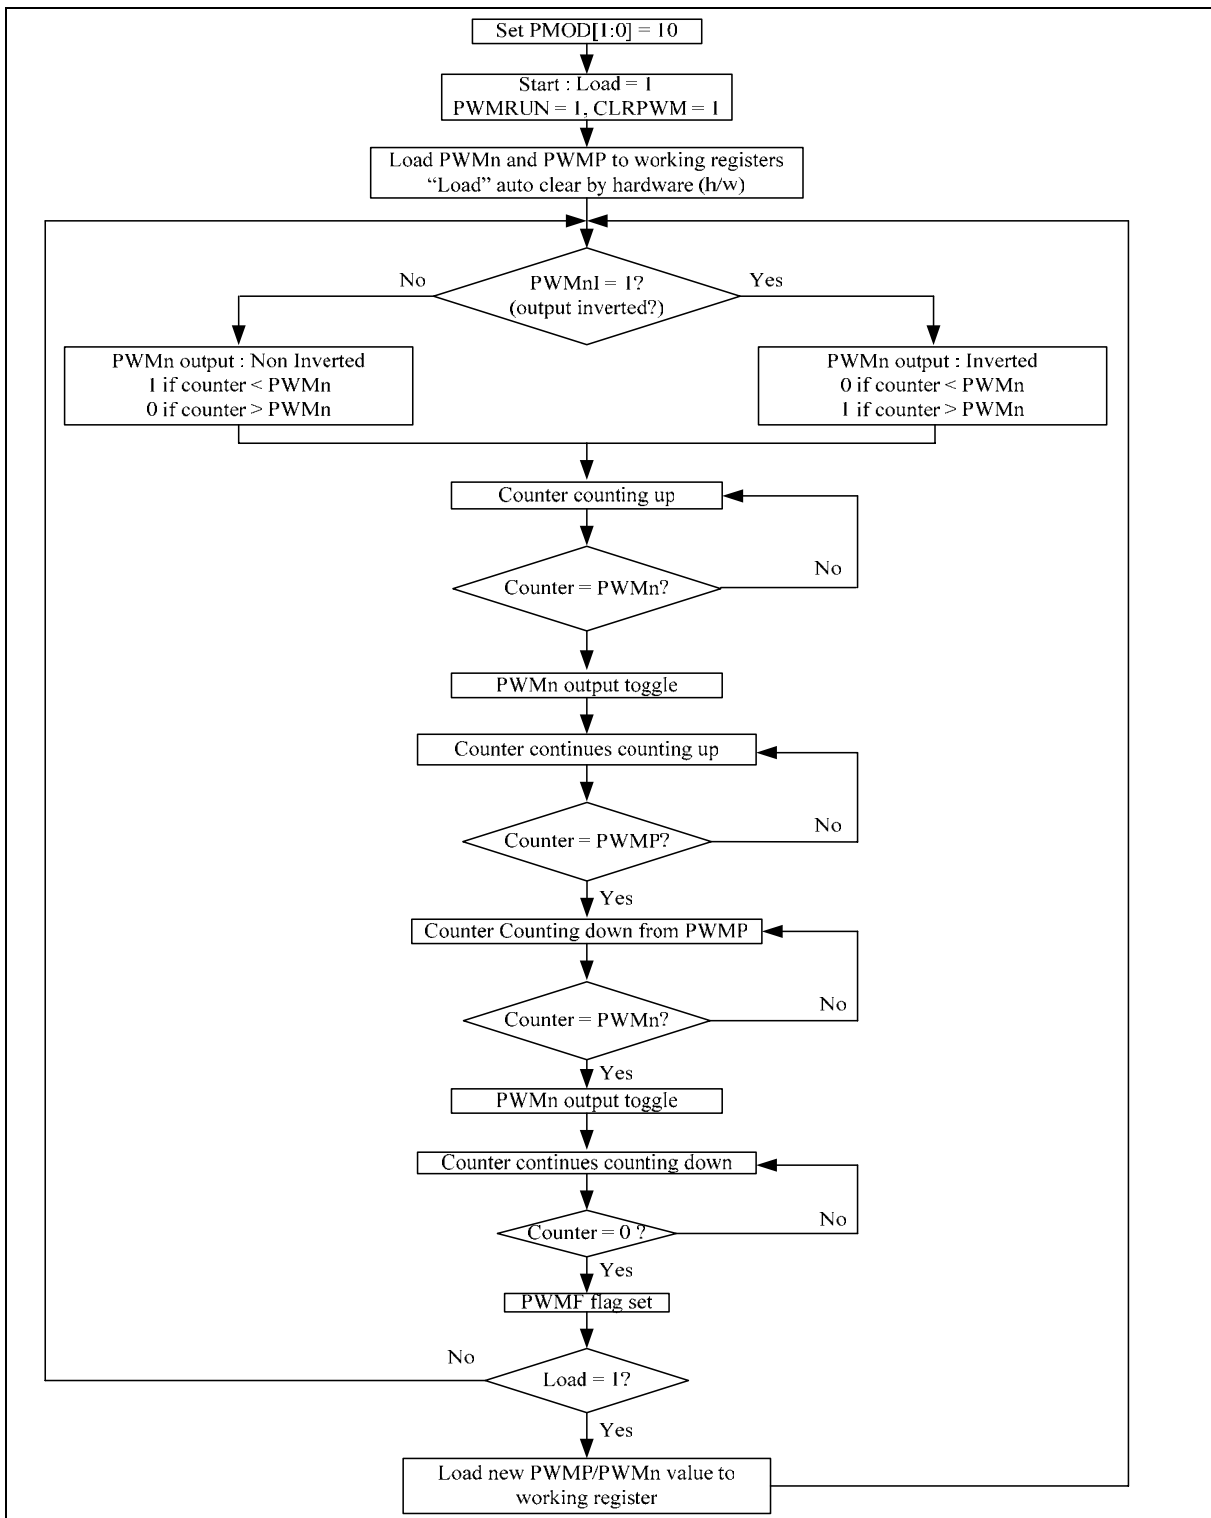 Set PMOD[1:0] = 10
Start : Load = 1
PWMRUN = 1, CLRPWM = 1
Load PWMn and PWMP to working registers
“Load” auto clear by hardware (h/w)
No
PWMnI = 1?
(output inverted?)
Yes
PWMn output : Non Inverted
1 if counter < PWMn
0 if counter > PWMn
PWMn output : Inverted
0 if counter < PWMn
1 if counter > PWMn
Counter counting up
Counter = PWMn?
No
PWMn output toggle
Counter continues counting up
Counter = PWMP?
No
Yes
Counter Counting down from PWMP
Counter = PWMn?
No
Yes
PWMn output toggle
Counter continues counting down
Counter = 0 ?
No
Yes
PWMF flag set
No
Load = 1?
Yes
Load new PWMP/PWMn value to
working register